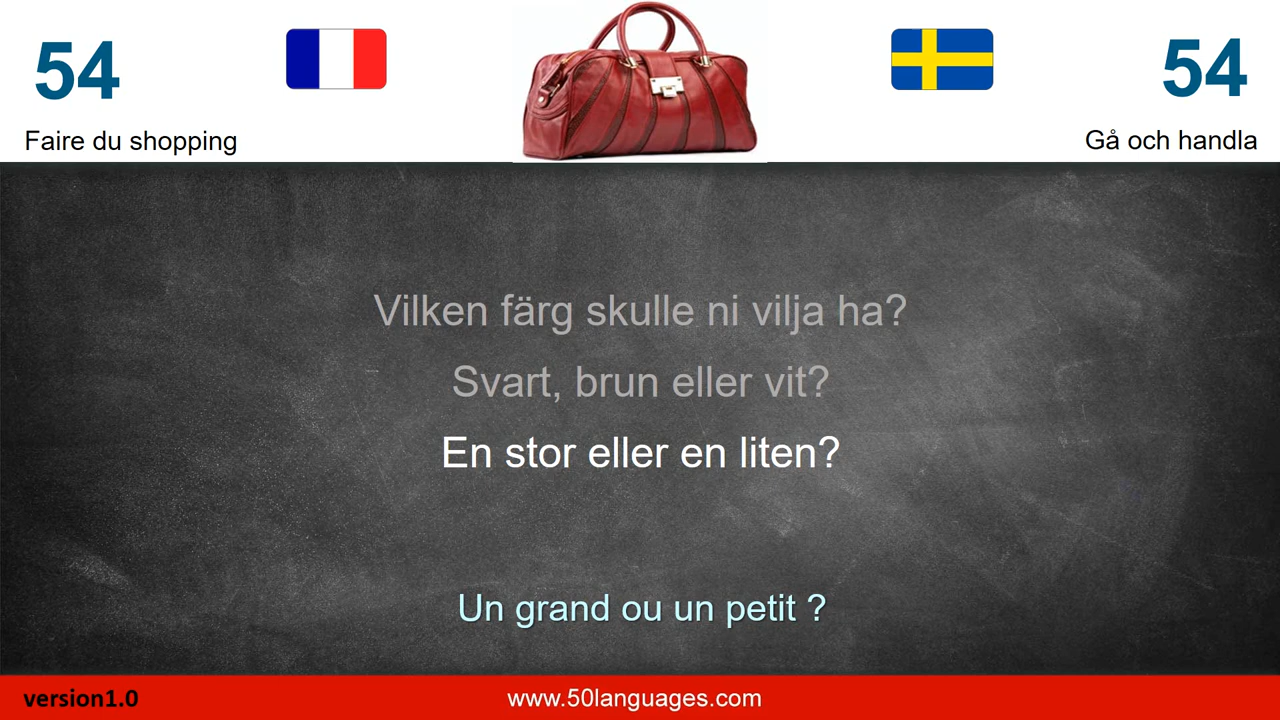 54
54
Faire du shopping
Gå och handla
Vilken färg skulle ni vilja ha?
Svart, brun eller vit?
En stor eller en liten?
Un grand ou un petit ?
version1.0
www.50languages.com